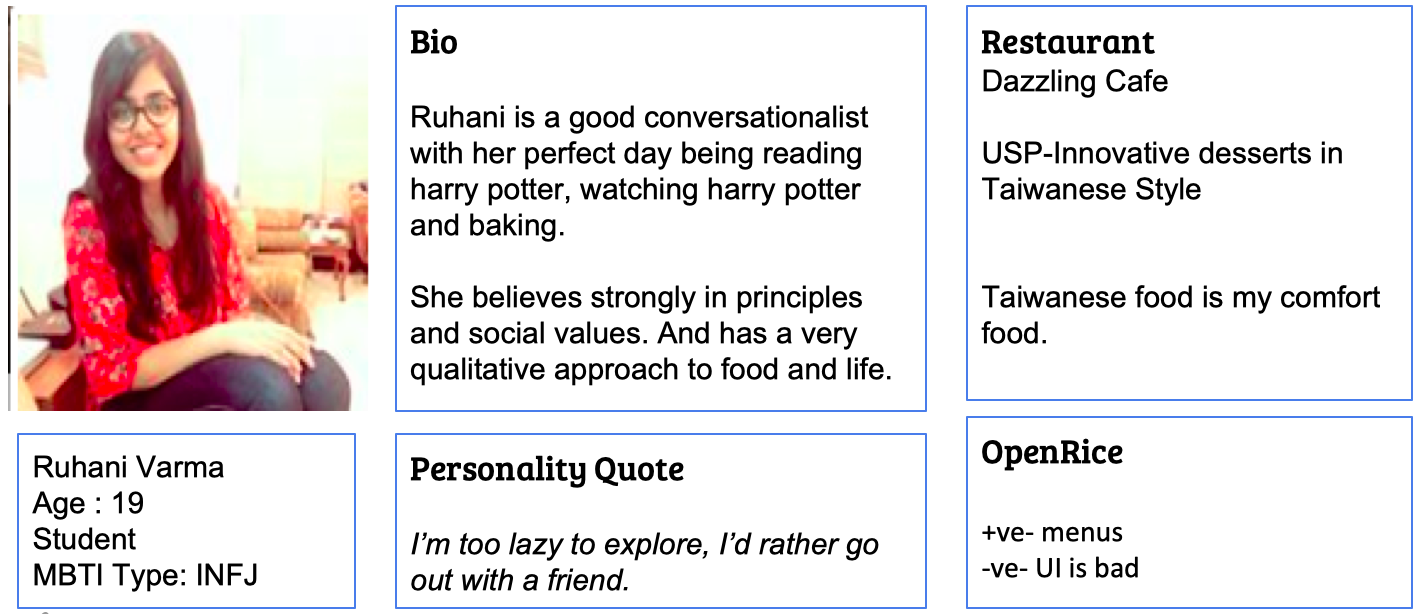 Bio
Ruhani is a good conversationalist
with her perfect day being reading
harry potter, watching harry potter
and baking.
She believes strongly in principles
and social values. And has a very
qualitative approach to food and life.
Restaurant
Dazzling Cafe
USP-Innovative desserts in
Taiwanese Style
Taiwanese food is my comfort
food.
Ruhani Varma
Age : 19
Student
MBTI Type: INFJ
Personality Quote
I’m too lazy to explore, I’d rather go
out with a friend.
OpenRice
+ve- menus
-ve- UI is bad